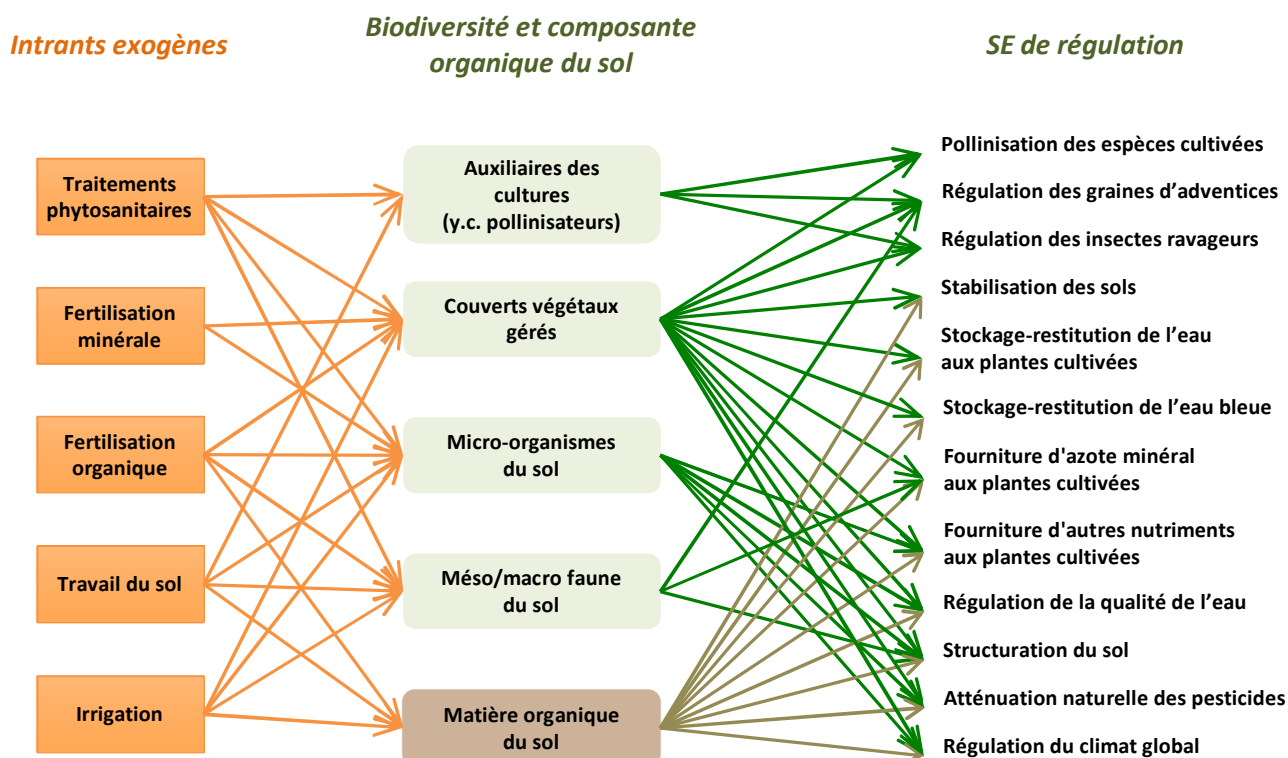 Intrants exogènes
Biodiversité et composante
organique du sol
SE de régulation
Traitements
phytosanitaires
Fertilisation
minérale
Fertilisation
organique
Travail du sol
Irrigation
Auxiliaires des
cultures
(y.c. pollinisateurs)
Couverts végétaux
gérés
Micro-organismes
du sol
Méso/macro faune
du sol
Matière organique
du sol
Pollinisation des espèces cultivées
Régulation des graines d’adventices
Régulation des insectes ravageurs
Stabilisation des sols
Stockage-restitution de l’eau
aux plantes cultivées
Stockage-restitution de l’eau bleue
Fourniture d'azote minéral
aux plantes cultivées
Fourniture d'autres nutriments
aux plantes cultivées
Régulation de la qualité de l’eau
Structuration du sol
Atténuation naturelle des pesticides
Régulation du climat global